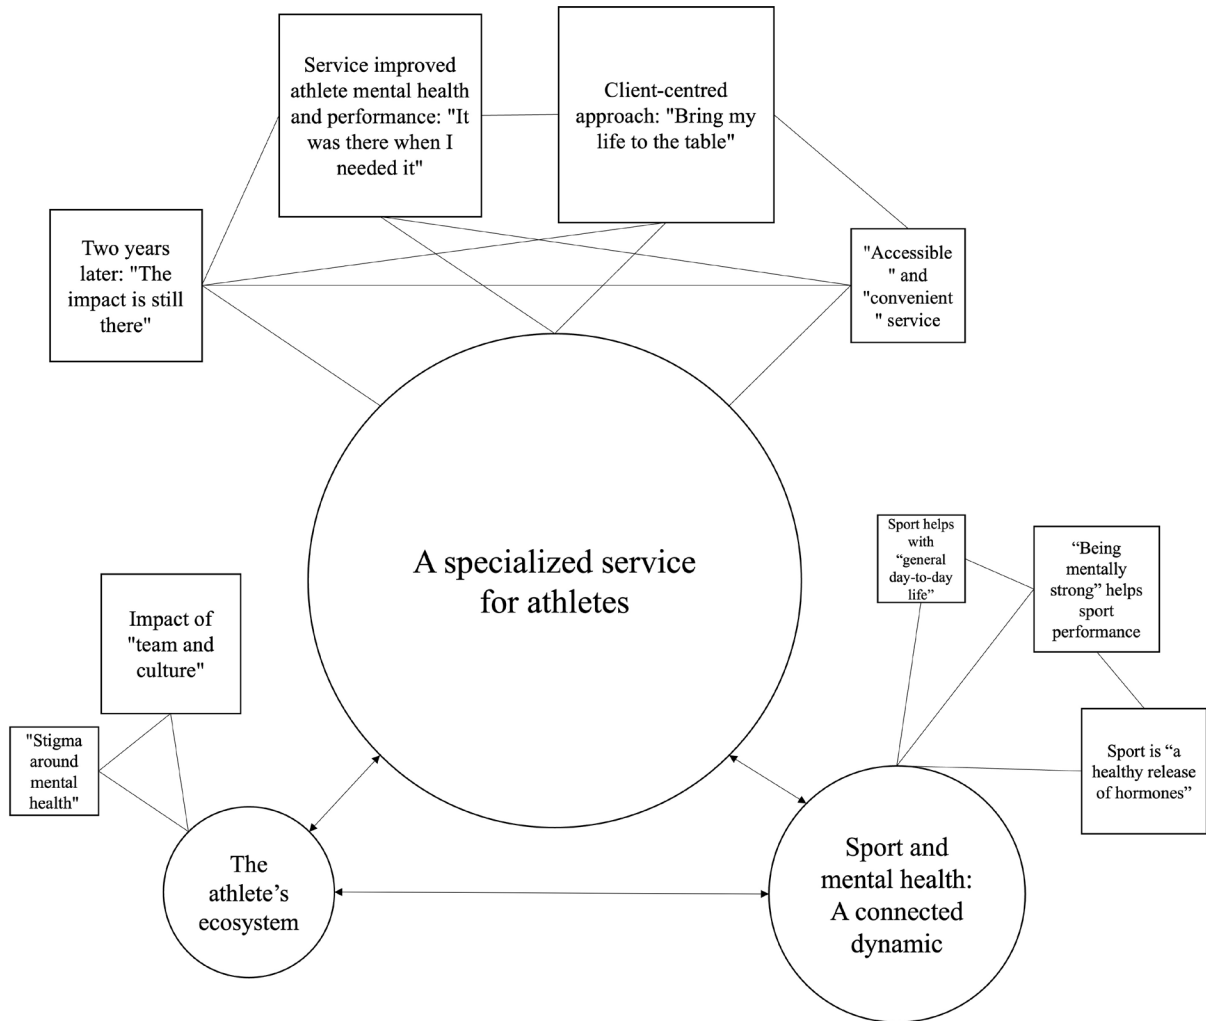 Service improved
athlete mental health
and performance: "It
was there when I
needed it"
Client-centred
approach: "Bring my
life to the table"
Two years
later: "The
impact is still
there"
"Accessible
" and
"convenient
" service
A specialized service
for athletes
Sport helps
with
“general
day-to-day
life”
“Being
mentally
strong” helps
sport
performance
Sport is “a
healthy release
of hormones”
Impact of
"team and
culture"
"Stigma
around
mental
health"
The
athlete’s
ecosystem
Sport and
mental health:
A connected
dynamic